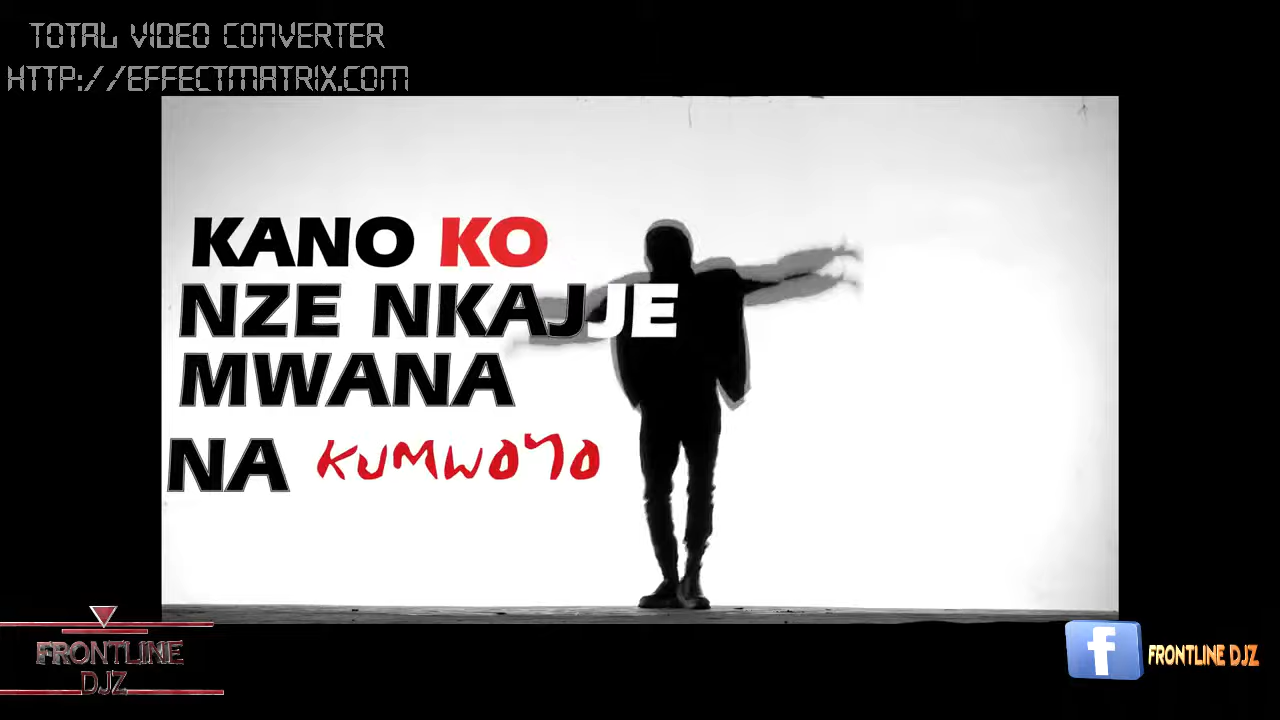 TOTAL VIDEO CONVERTER
HTTP://EFFECTMATRIX.COM
KANO KO
NZE NKAJJE
MWANA
NA KUMWOYO
FRONTLINE
DJZ
f FRONTLINE DJZ